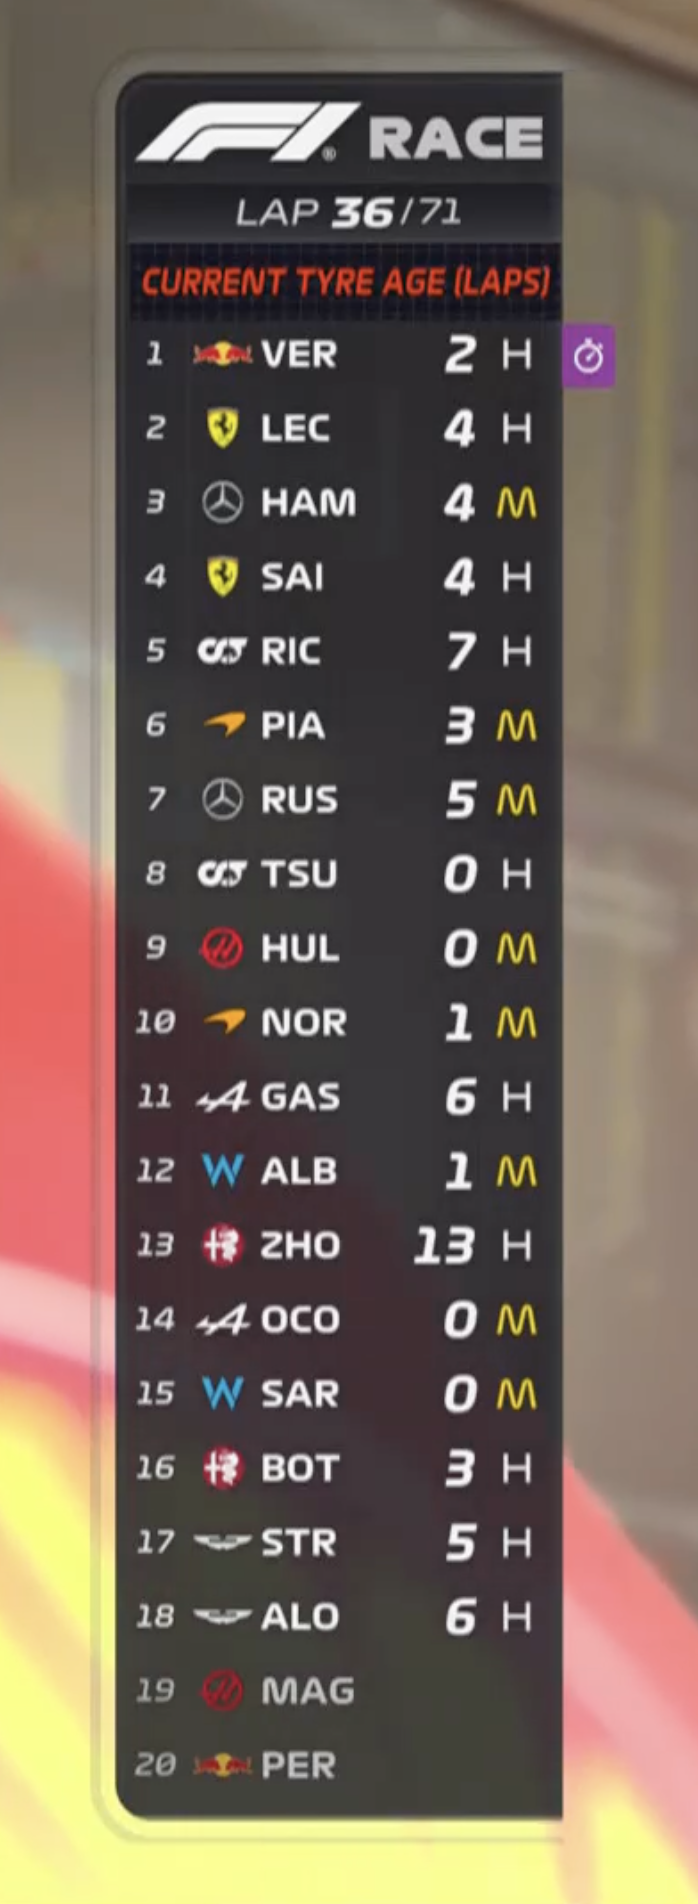 F1® RACE
LAP 36/71
CURRENT TYRE AGE (LAPS)
1 VER 2 H
2 LEC 4 H
3 HAM 4 M
4 SAI 4 H
5 RIC 7 H
6 PIA 3 M
7 RUS 5 M
8 TSU 0 H
9 HUL 0 M
10 NOR 1 M
11 GAS 6 H
12 ALB 1 M
13 ZHO 13 H
14 OCO 0 M
15 SAR 0 M
16 BOT 3 H
17 STR 5 H
18 ALO 6 H
19 MAG
20 PER